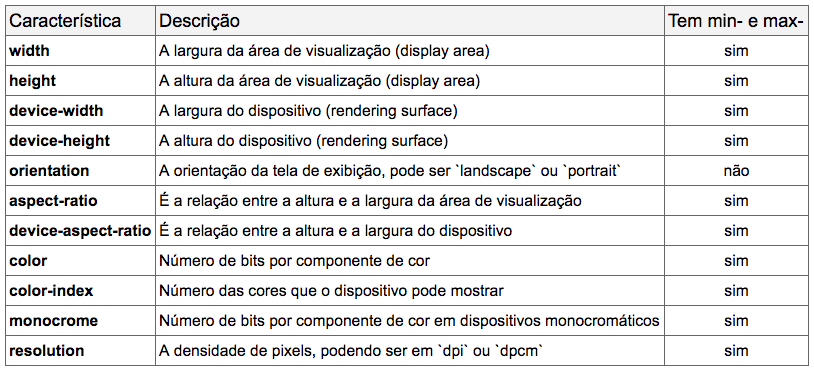 Característica Descrição Tem min- e max-
width A largura da área de visualização (display area) sim
height A altura da área de visualização (display area) sim
device-width A largura do dispositivo (rendering surface) sim
device-height A altura do dispositivo (rendering surface) sim
orientation A orientação da tela de exibição, pode ser `landscape` ou `portrait` não
aspect-ratio É a relação entre a altura e a largura da área de visualização sim
device-aspect-ratio É a relação entre a altura e a largura do dispositivo sim
color Número de bits por componente de cor sim
color-index Número das cores que o dispositivo pode mostrar sim
monocrome Número de bits por componente de cor em dispositivos monocromáticos sim
resolution A densidade de pixels, podendo ser em `dpi` ou `dpcm` sim